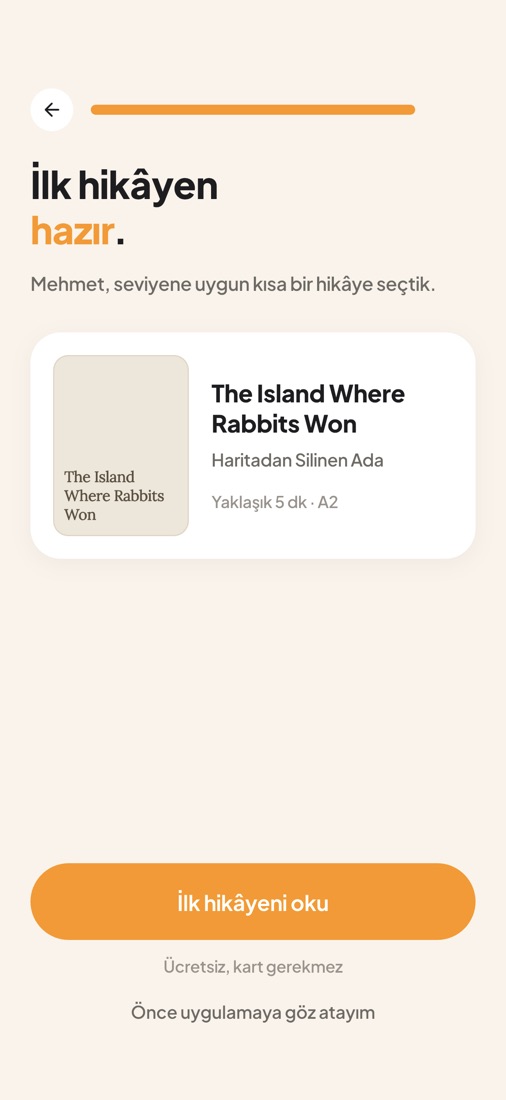 İlk hikâyen
hazır.
Mehmet, seviyene uygun kısa bir hikâye seçtik.
The Island
Where Rabbits
Won
The Island Where
Rabbits Won
Haritadan Silinen Ada
Yaklaşık 5 dk · A2
İlk hikâyeni oku
Ücretsiz, kart gerekmez
Önce uygulamaya göz atayım